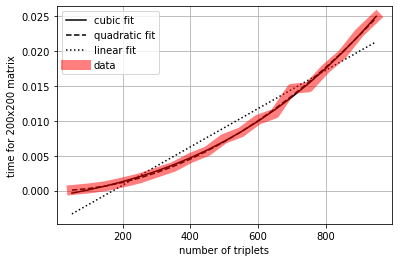 cubic fit
quadratic fit
linear fit
data
0.025
0.020
0.015
0.010
0.005
0.000
time for 200x200 matrix
200
400
600
800
number of triplets